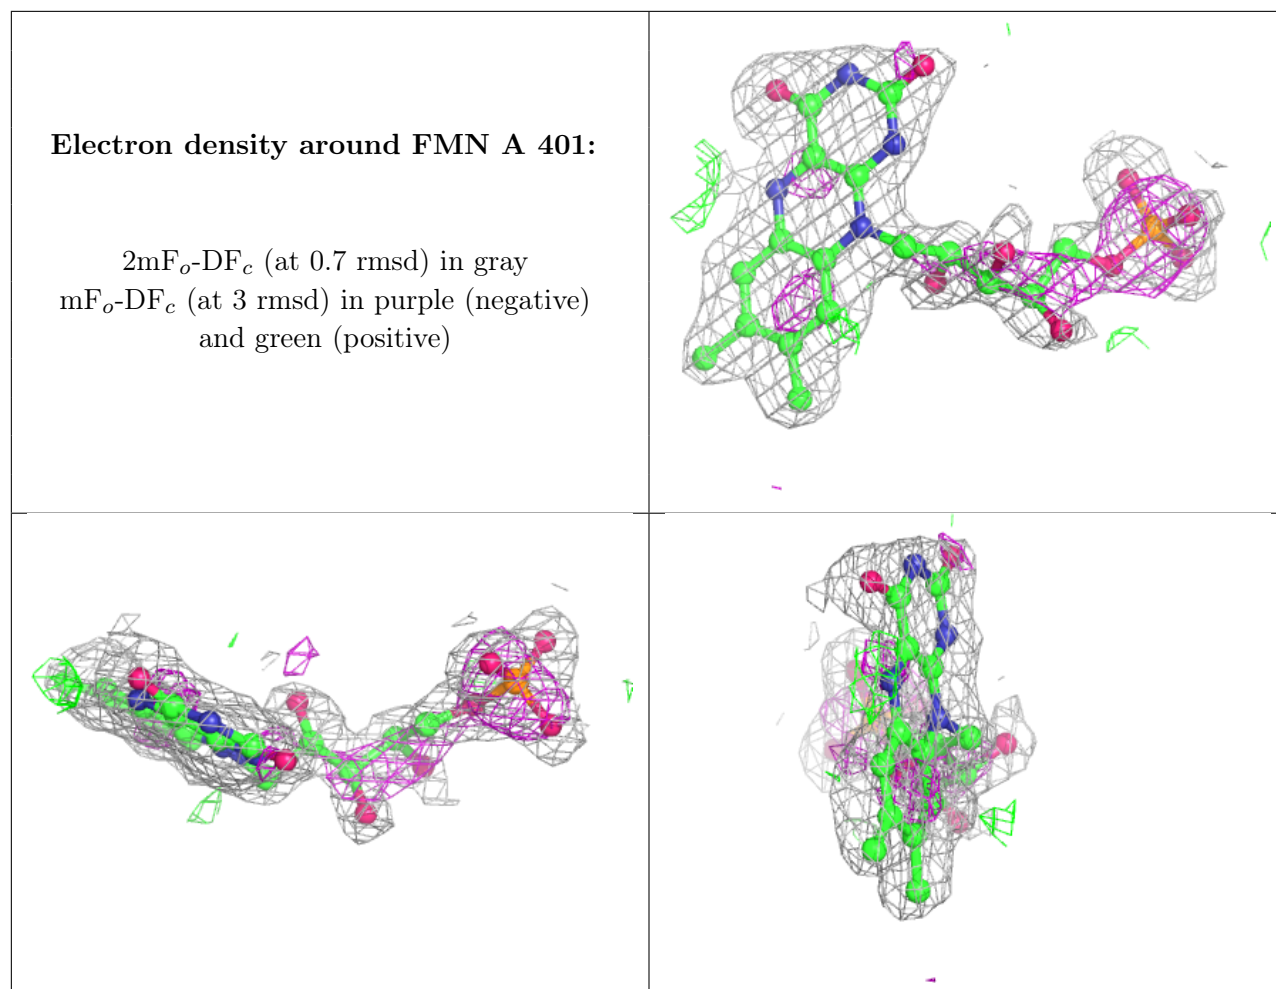 Electron density around FMN A 401:
2mFₒ-DF𝒸 (at 0.7 rmsd) in gray
mFₒ-DF𝒸 (at 3 rmsd) in purple (negative)
and green (positive)